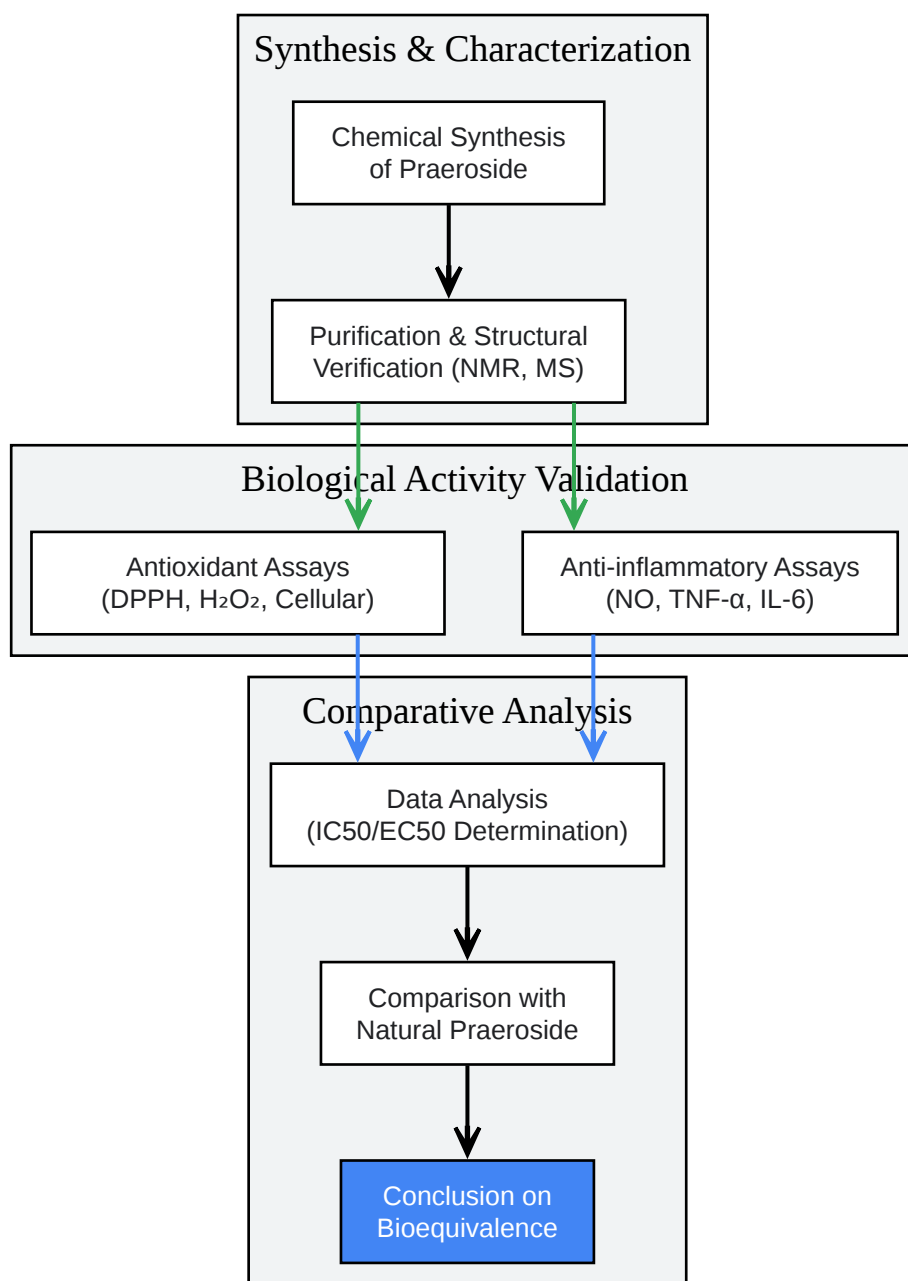 Synthesis & Characterization
Chemical Synthesis
of Praeroside
Purification & Structural
Verification (NMR, MS)
Biological Activity Validation
Antioxidant Assays
(DPPH, H₂O₂, Cellular)
Anti-inflammatory Assays
(NO, TNF-α, IL-6)
Comparative Analysis
Data Analysis
(IC50/EC50 Determination)
Comparison with
Natural Praeroside
Conclusion on
Bioequivalence